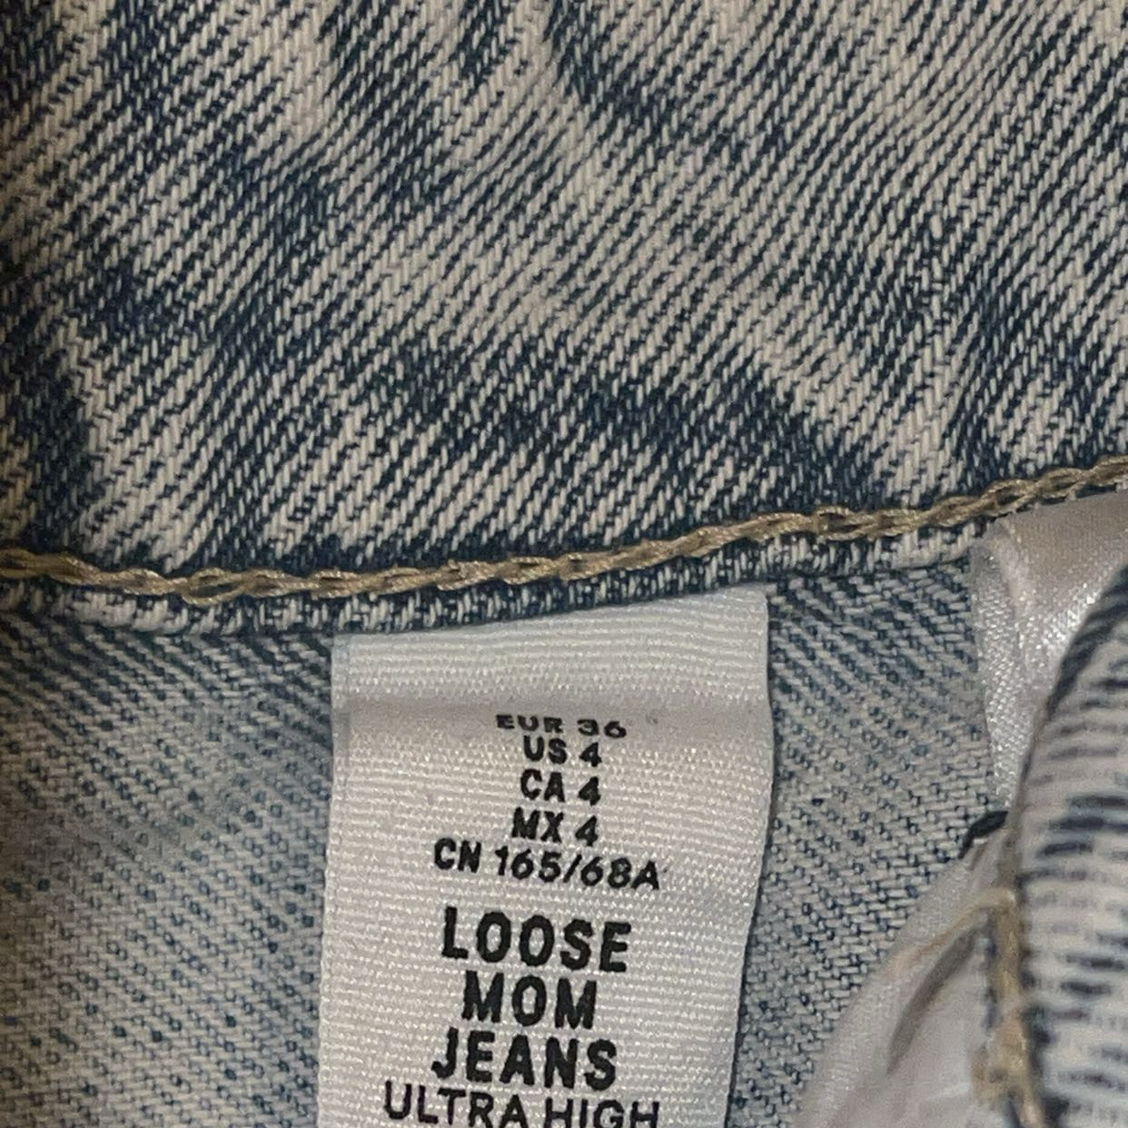 EUR 36
US 4
CA 4
MX 4
CN 165/68A
LOOSE
MOM
JEANS
ULTRA HIGH